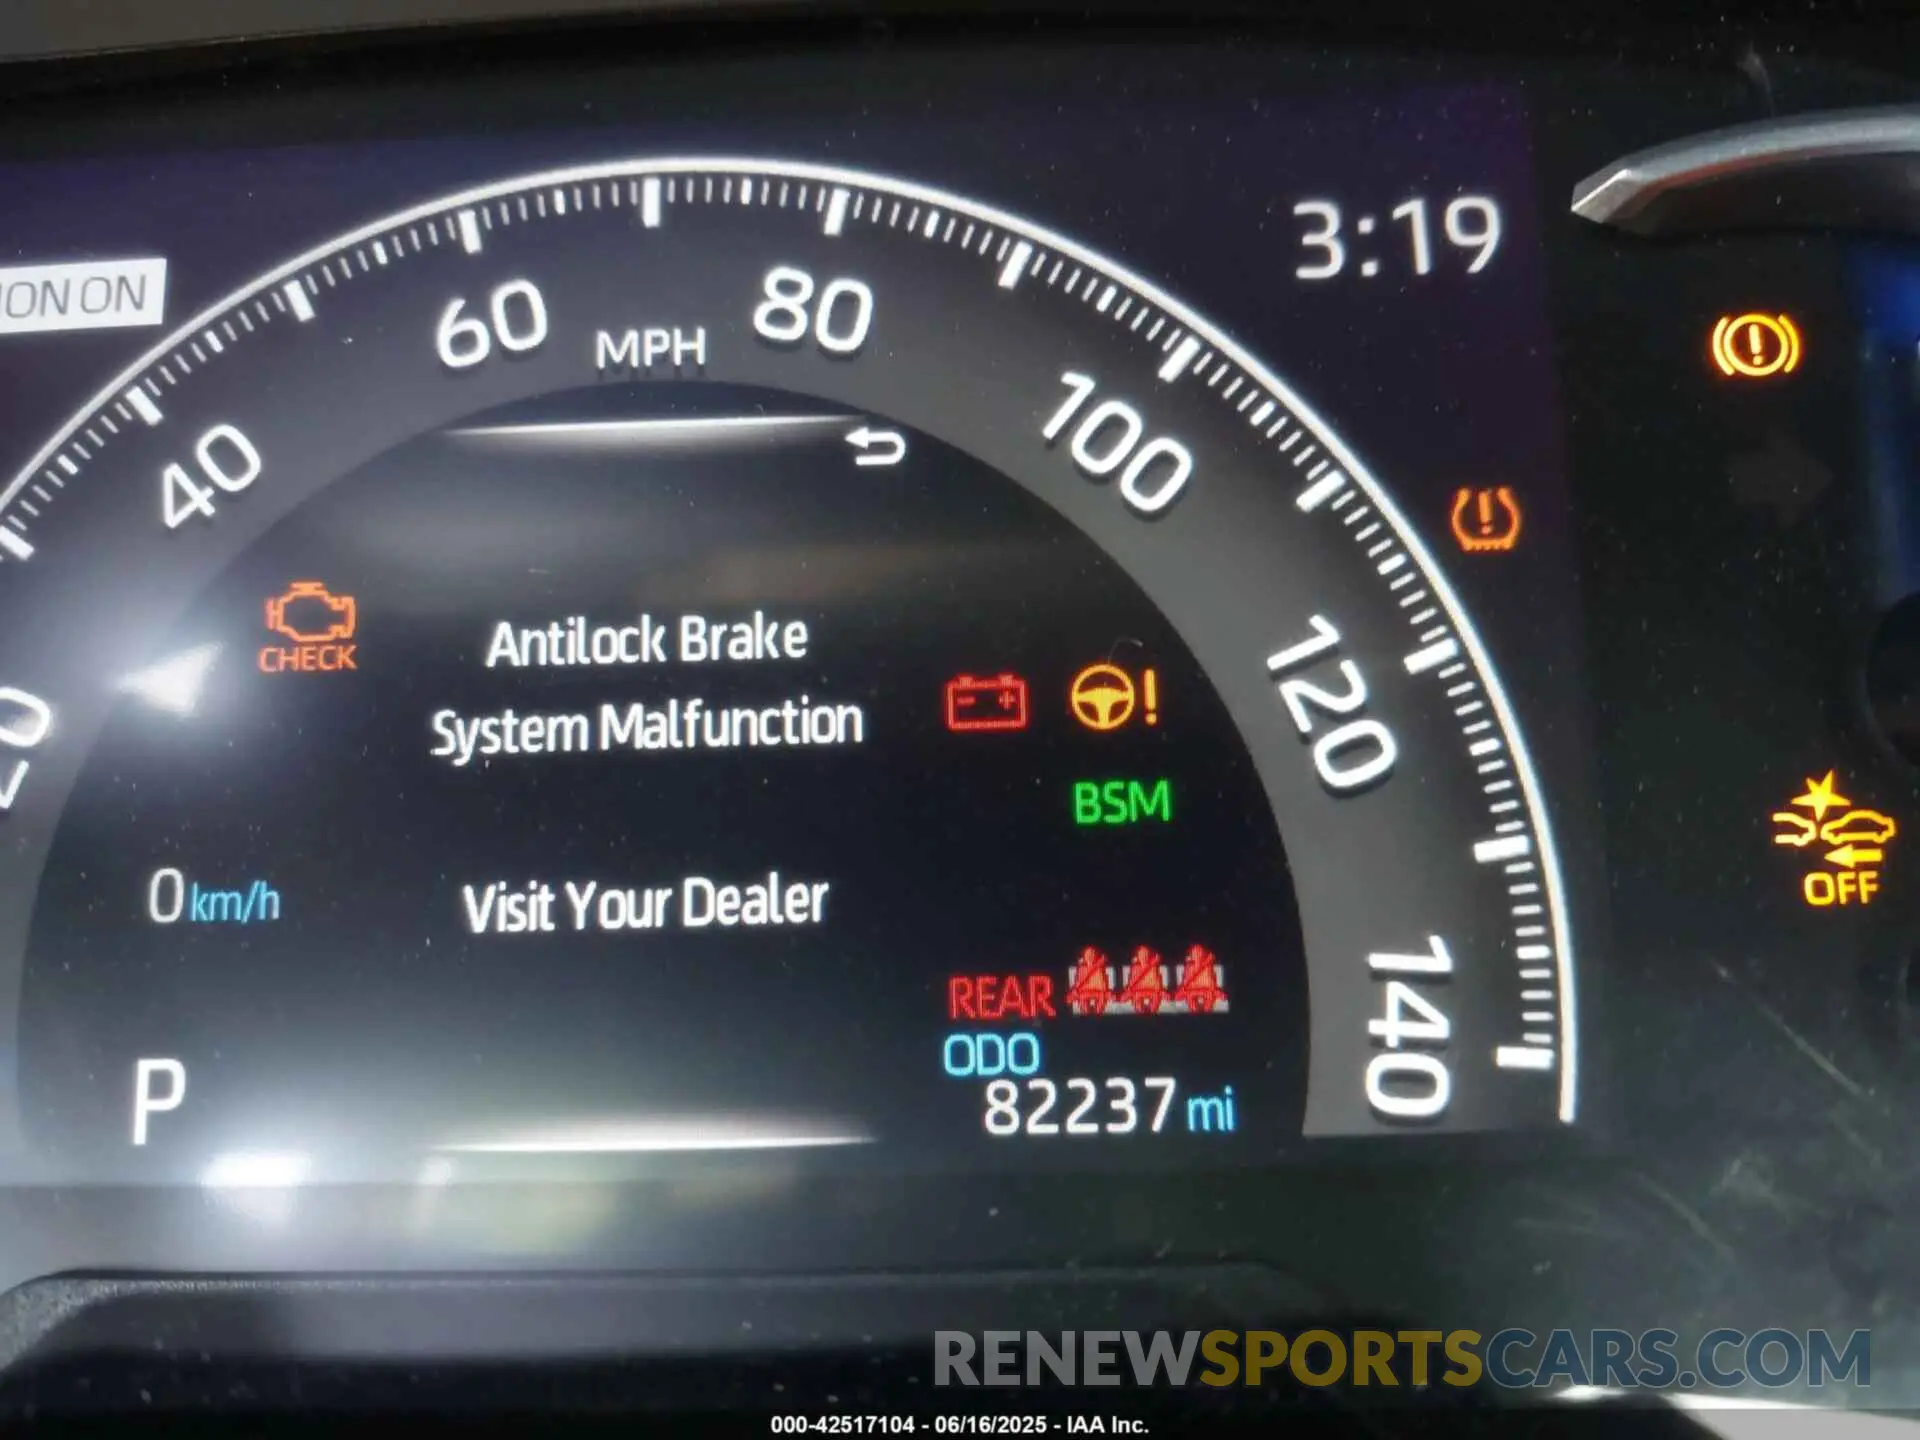 ION ON
3:19
20
40
60
MPH
80
100
120
140
CHECK
Antilock Brake
System Malfunction
BSM
0 km/h
Visit Your Dealer
OFF
REAR
ODO
82237 mi
P
RENEWSPORTSCARS.COM
000-42517104 - 06/16/2025 - IAA Inc.